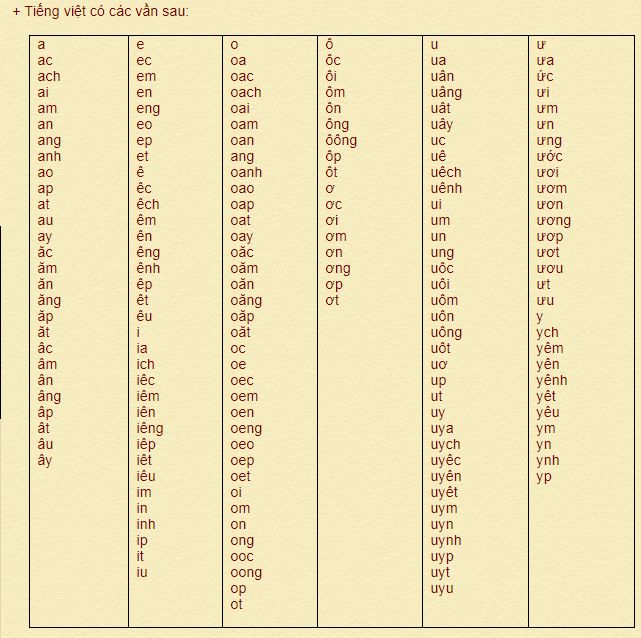 + Tiếng việt có các vần sau:
a
ac
ach
ai
am
an
ang
anh
ao
ap
at
au
ay
ăc
ăm
ăn
ăng
ăp
ăt
âc
âm
ân
âng
âp
ât
âu
ây
e
ec
em
en
eng
eo
ep
et
ê
êc
êch
êm
ên
êng
ênh
êp
êt
êu
i
ia
ich
iêc
iêm
iên
iêng
iêp
iêt
iêu
im
in
inh
ip
it
iu
o
oa
oac
oach
oai
oam
oan
ang
oanh
oao
oap
oat
oay
oăc
oăm
oăn
oăng
oăp
oăt
oc
oe
oec
oem
oen
oeng
oeo
oep
oet
oi
om
on
ong
ooc
oong
op
ot
ô
ôc
ôi
ôm
ôn
ông
ôông
ôp
ôt
ơ
ơc
ơi
ơm
ơn
ơng
ơp
ơt
u
ua
uân
uâng
uât
uây
uc
uê
uêch
uênh
ui
um
un
ung
uôc
uôi
uôm
uôn
uông
uôt
uơ
up
ut
uy
uya
uych
uyêc
uyên
uyêt
uym
uyn
uynh
uyp
uyt
uyu
ư
ưa
ức
ưi
ưm
ưn
ưng
ước
ươi
ươm
ươn
ương
ươp
ươt
ươu
ưt
ưu
y
ych
yêm
yên
yênh
yêt
yêu
ym
yn
ynh
yp